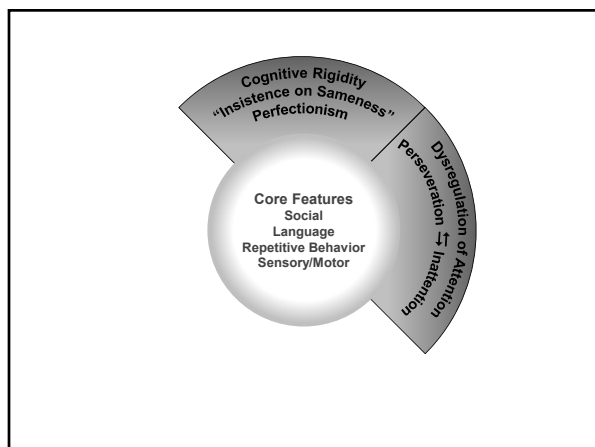 Cognitive Rigidity
“Insistence on Sameness”
Perfectionism
Dysregulation of Attention
Perseveration ↓↑ Inattention
Core Features
Social
Language
Repetitive Behavior
Sensory/Motor